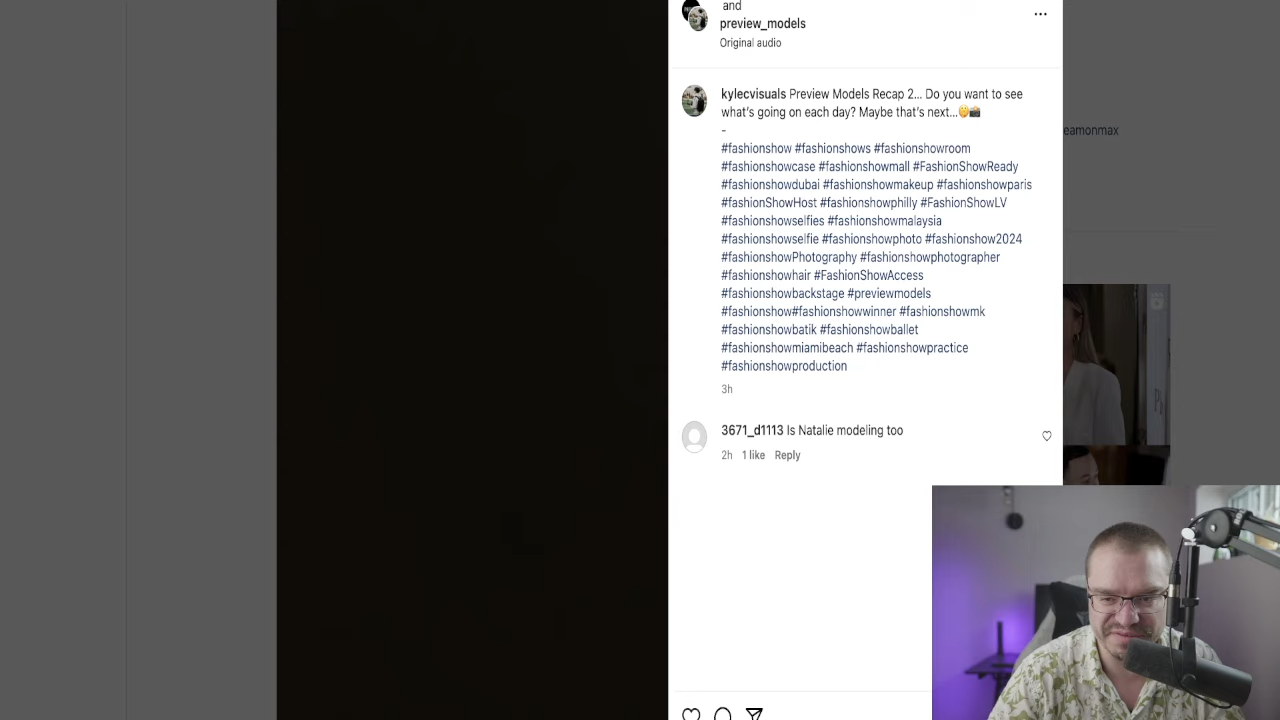 and
preview_models
Original audio
kylecvisuals Preview Models Recap 2... Do you want to see
what's going on each day? Maybe that's next...🤫📸
-
#fashionshow #fashionshows #fashionshowroom
#fashionshowcase #fashionshowmall #FashionShowReady
#fashionshowdubai #fashionshowmakeup #fashionshowparis
#fashionShowHost #fashionshowphilly #FashionShowLV
#fashionshowselfies #fashionshowmalaysia
#fashionshowselfie #fashionshowphoto #fashionshow2024
#fashionshowPhotography #fashionshowphotographer
#fashionshowhair #FashionShowAccess
#fashionshowbackstage #previewmodels
#fashionshow#fashionshowwinner #fashionshowmk
#fashionshowbatik #fashionshowballet
#fashionshowmiamibeach #fashionshowpractice
#fashionshowproduction
3h
3671_d1113 Is Natalie modeling too
2h 1 like Reply
eamonmax